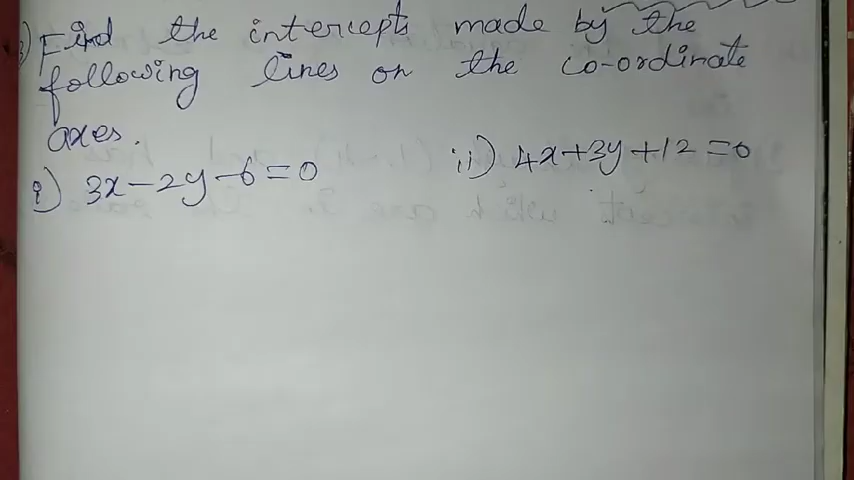 3) Find the intercepts made by the
following lines on the co-ordinate
axes.
i) 3x-2y-6=0 ii) 4x+3y+12=0